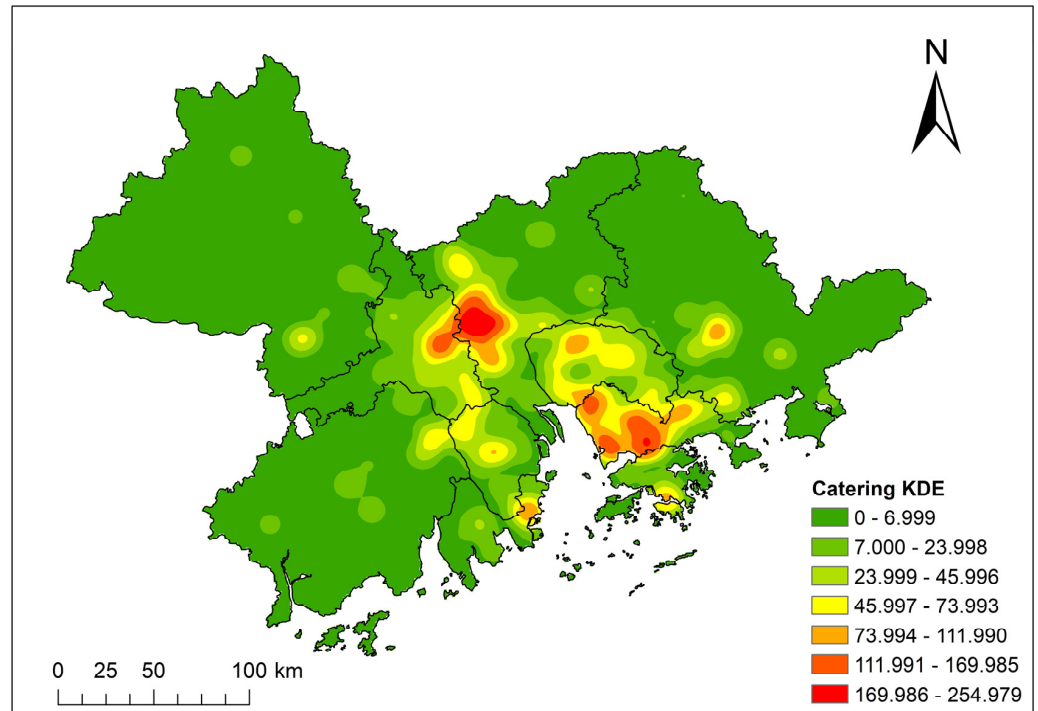 N
Catering KDE
0 - 6.999
7.000 - 23.998
23.999 - 45.996
45.997 - 73.993
73.994 - 111.990
111.991 - 169.985
169.986 - 254.979
0 25 50 100 km